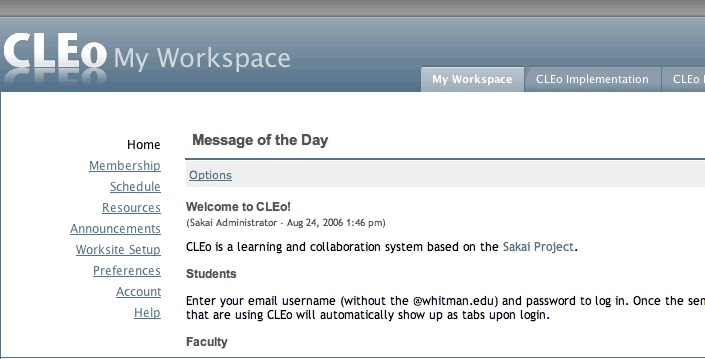 CLEo My Workspace
My Workspace CLEo Implementation CLEo
Home
Membership
Schedule
Resources
Announcements
Worksite Setup
Preferences
Account
Help
Message of the Day
Options
Welcome to CLEo!
(Sakai Administrator - Aug 24, 2006 1:46 pm)
CLEo is a learning and collaboration system based on the Sakai Project.
Students
Enter your email username (without the @whitman.edu) and password to log in. Once the
that are using CLEo will automatically show up as tabs upon login.
Faculty